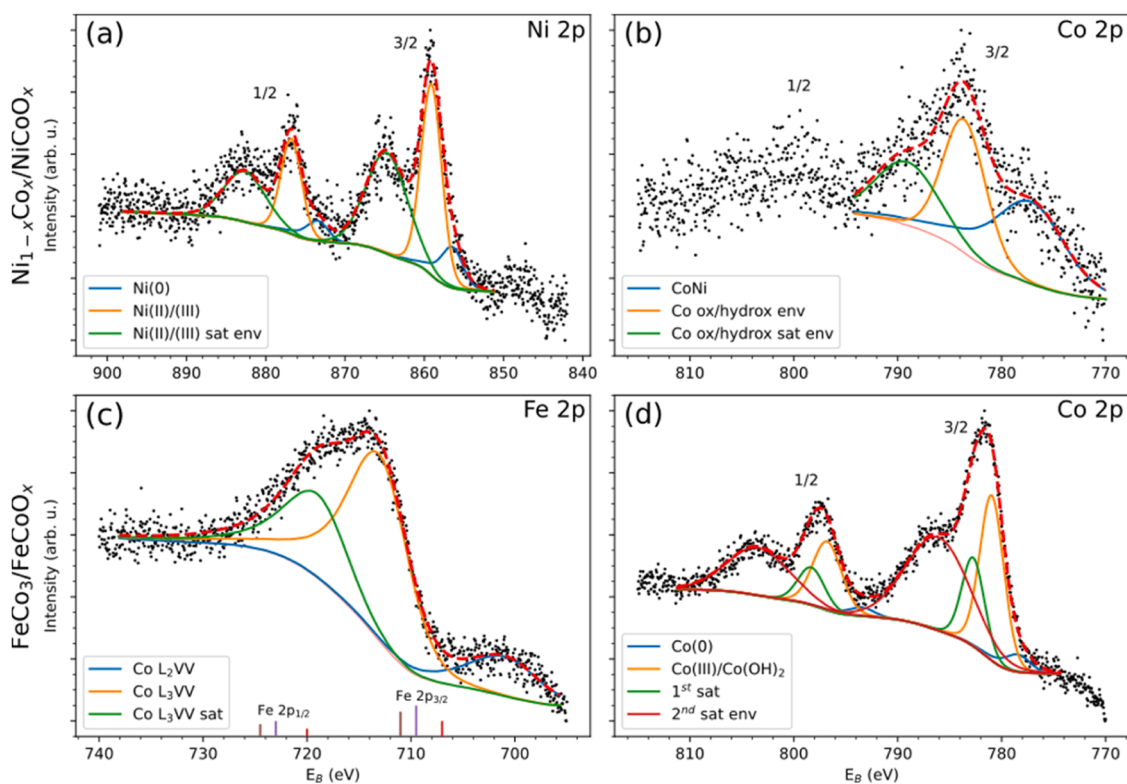 (a)
Ni 2p
3/2
1/2
Ni₁₋ₓCoₓ/NiCoOₓ
Intensity (arb. u.)
Ni(0)
Ni(II)/(III)
Ni(II)/(III) sat env
900 890 880 870 860 850 840
(b)
Co 2p
3/2
1/2
CoNi
Co ox/hydrox env
Co ox/hydrox sat env
810 800 790 780 770
(c)
Fe 2p
FeCo₃/FeCoOₓ
Intensity (arb. u.)
Co L₂VV
Co L₃VV
Co L₃VV sat
Fe 2p₁/₂
Fe 2p₃/₂
740 730 720 710 700
E_B (eV)
(d)
Co 2p
3/2
1/2
Co(0)
Co(III)/Co(OH)₂
1ˢᵗ sat
2ⁿᵈ sat env
810 800 790 780 770
E_B (eV)